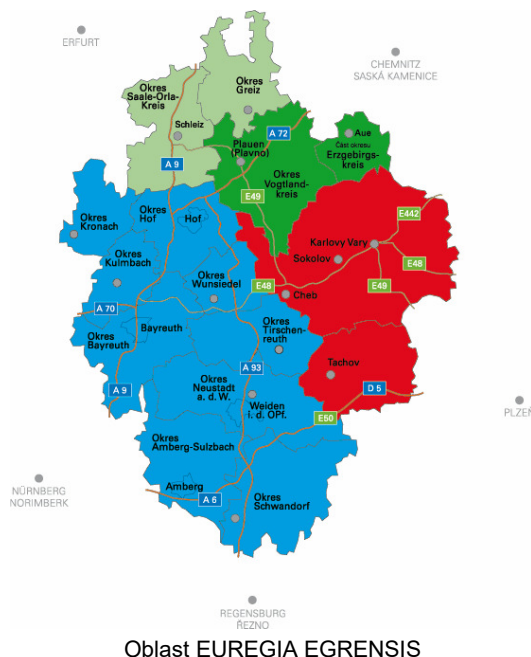 ERFURT
CHEMNITZ
SASKÁ KAMENICE
Okres
Saale-Orla-
Kreis
Okres
Greiz
Schleiz
A 72
Plauen
(Plavno)
Aue
Část okresu
Erzgebirgs-
kreis
A 9
Okres
Vogtland-
kreis
E49
Okres
Kronach
Okres
Hof
Hof
E442
Karlovy Vary
Sokolov
E48
Okres
Kulmbach
Okres
Wunsiedel
E48
E49
Cheb
A 70
Okres
Bayreuth
Bayreuth
Okres
Tirschen-
reuth
Tachov
A 93
A 9
D 5
Okres
Neustadt
a. d. W.
Weiden
i. d. OPf.
E50
PLZEŇ
Okres
Amberg-Sulzbach
NÜRNBERG
NORIMBERK
Amberg
A 6
Okres
Schwandorf
REGENSBURG
ŘEZNO
Oblast EUREGIA EGRENSIS